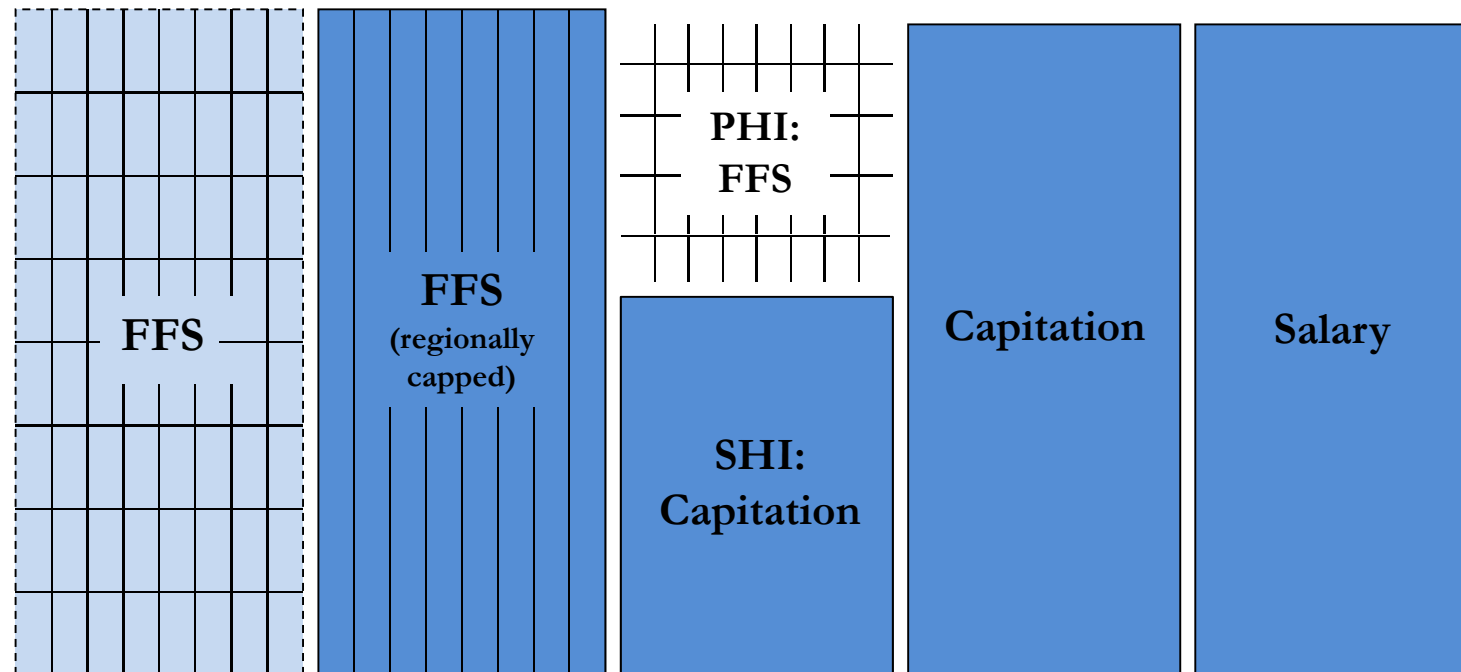 FFS
FFS
(regionally
capped)
PHI:
FFS
SHI:
Capitation
Capitation
Salary